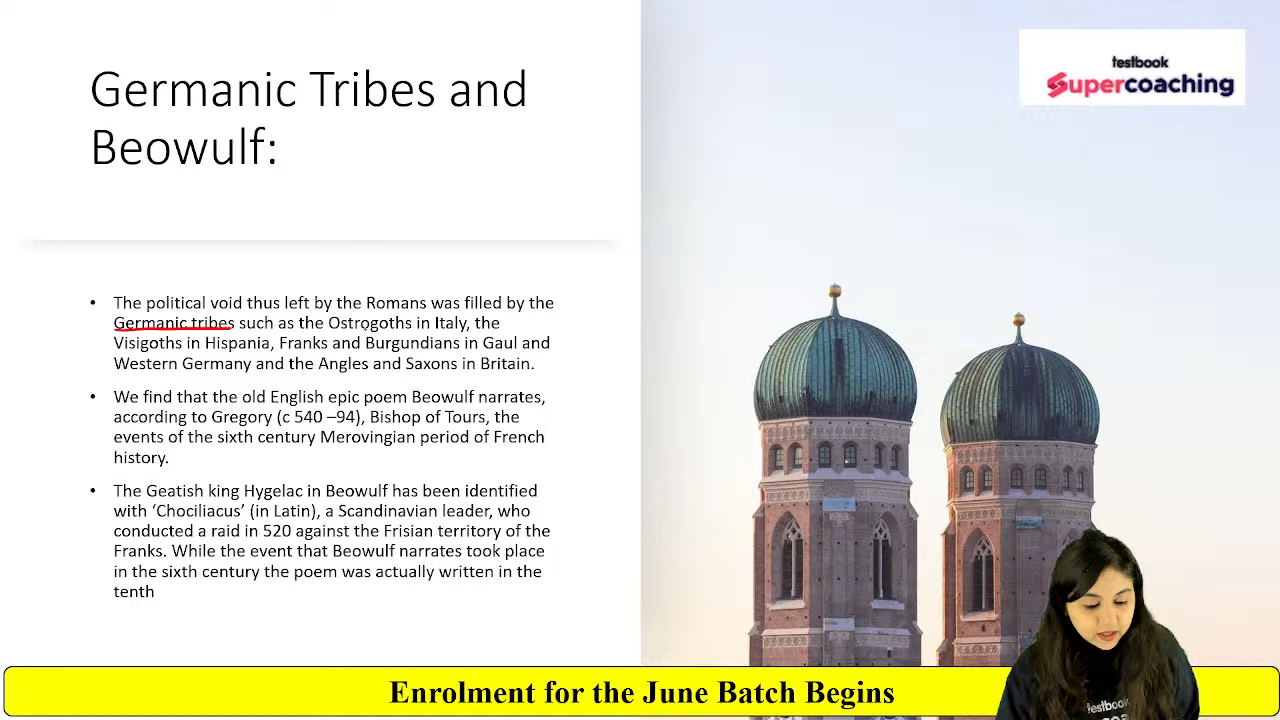 Germanic Tribes and
Beowulf:
testbook
Supercoaching
• The political void thus left by the Romans was filled by the
Germanic tribes such as the Ostrogoths in Italy, the
Visigoths in Hispania, Franks and Burgundians in Gaul and
Western Germany and the Angles and Saxons in Britain.
• We find that the old English epic poem Beowulf narrates,
according to Gregory (c 540 –94), Bishop of Tours, the
events of the sixth century Merovingian period of French
history.
• The Geatish king Hygelac in Beowulf has been identified
with ‘Chociliacus’ (in Latin), a Scandinavian leader, who
conducted a raid in 520 against the Frisian territory of the
Franks. While the event that Beowulf narrates took place
in the sixth century the poem was actually written in the
tenth
Enrolment for the June Batch Begins
testbook